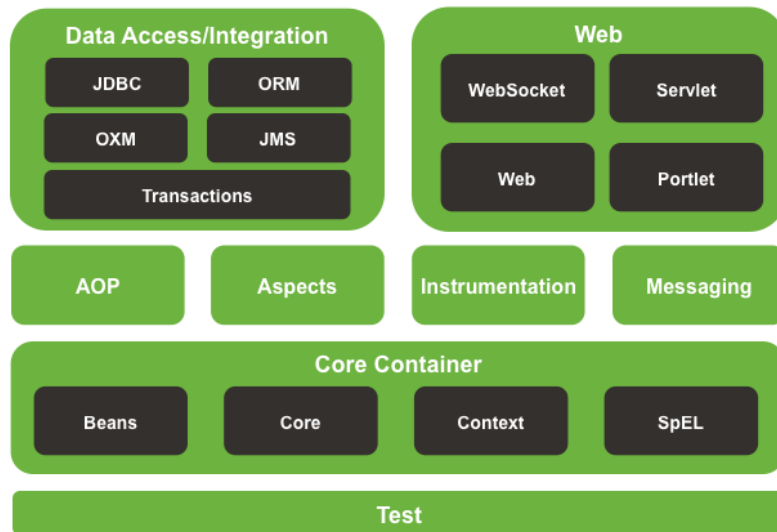 Data Access/Integration
JDBC
ORM
OXM
JMS
Transactions
Web
WebSocket
Servlet
Web
Portlet
AOP
Aspects
Instrumentation
Messaging
Core Container
Beans
Core
Context
SpEL
Test